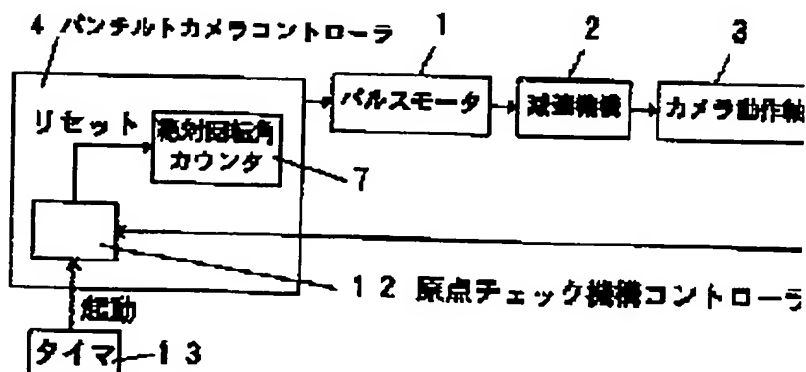 4 パンチルトカメラコントローラ
1
2
3
パルスモータ
減速機構
カメラ動作軸
リセット
絶対回転角
カウンタ
7
12 原点チェック機構コントローラ
起動
タイマ
13